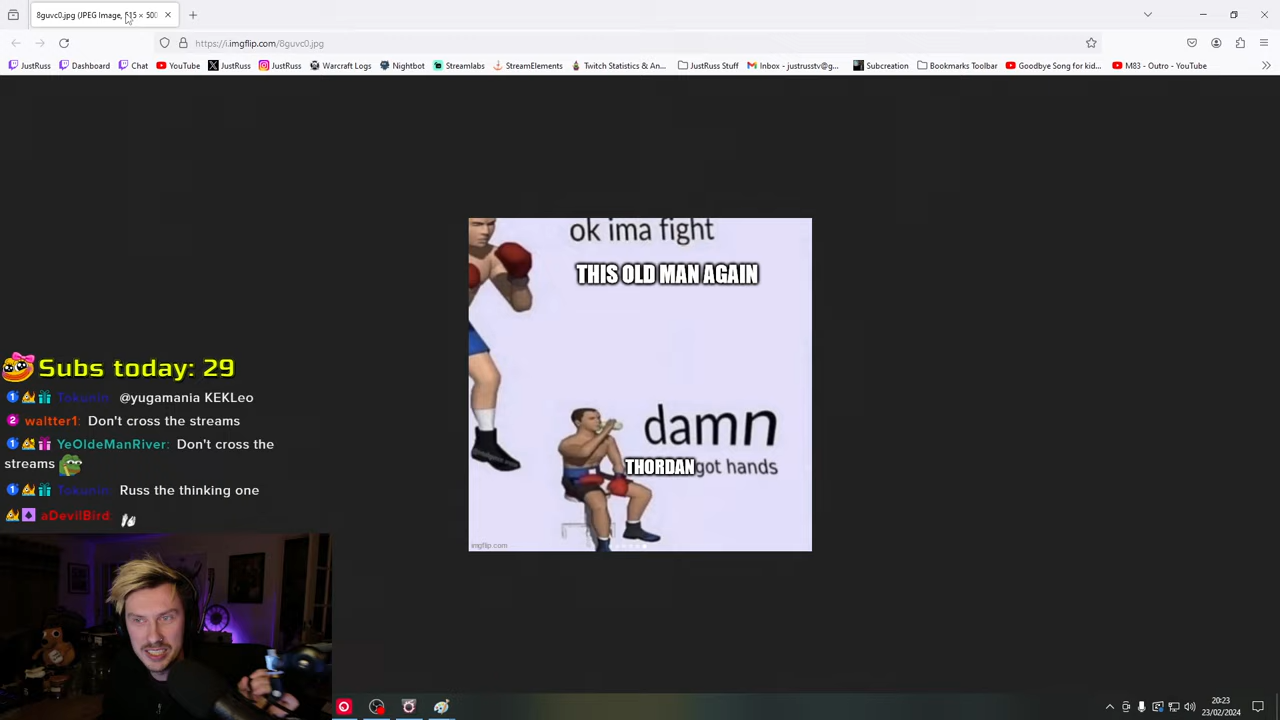 8guvc0.jpg (JPEG Image, 515 × 500
https://i.imgflip.com/8guvc0.jpg
JustRuss Dashboard Chat YouTube JustRuss JustRuss Warcraft Logs Nightbot Streamlabs StreamElements Twitch Statistics & An... JustRuss Stuff Inbox - justrusstv@g... Subcreation Bookmarks Toolbar Goodbye Song for kid... M83 - Outro - YouTube
ok ima fight
THIS OLD MAN AGAIN
damn
THORDAN got hands
imgflip.com
Subs today: 29
Tokunin: @yugamania KEKLeo
waltter1: Don't cross the streams
YeOldeManRiver: Don't cross the
streams
Tokunin: Russ the thinking one
aDevilBird
20:23
23/02/2024